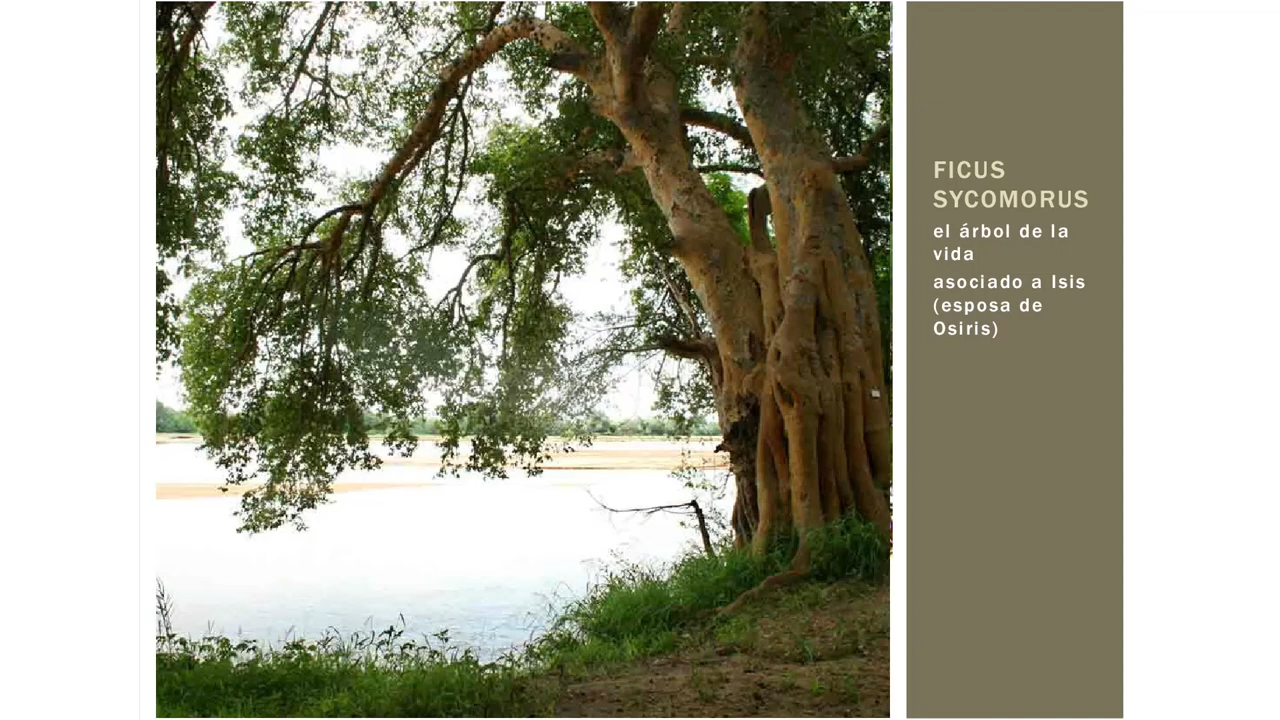 FICUS
SYCOMORUS
el árbol de la
vida
asociado a Isis
(esposa de
Osiris)